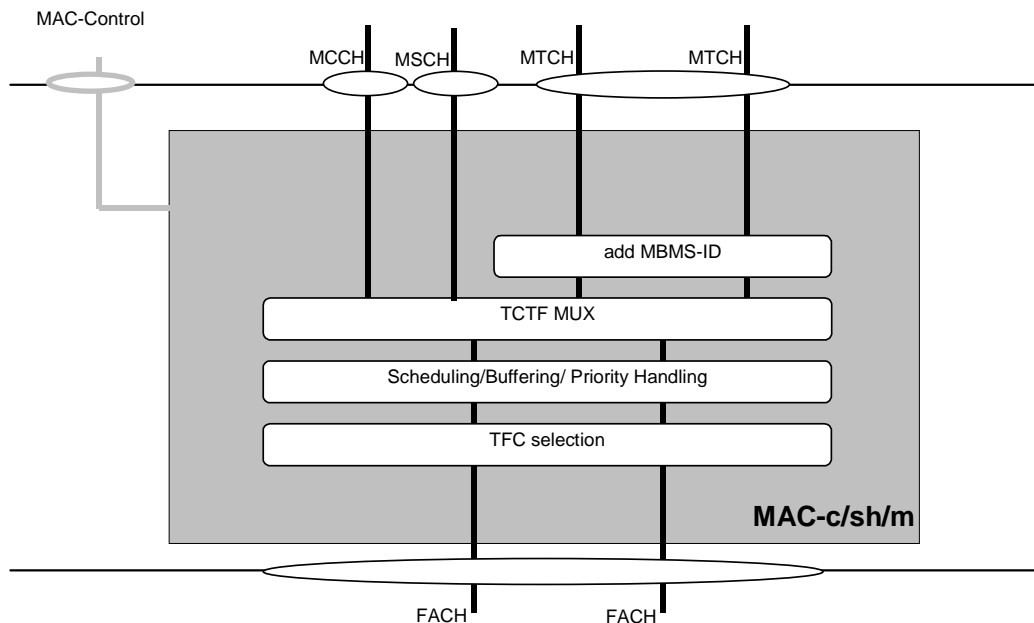 MAC-Control
MCCH
MSCH
MTCH
MTCH
add MBMS-ID
TCTF MUX
Scheduling/Buffering/ Priority Handling
TFC selection
MAC-c/sh/m
FACH
FACH